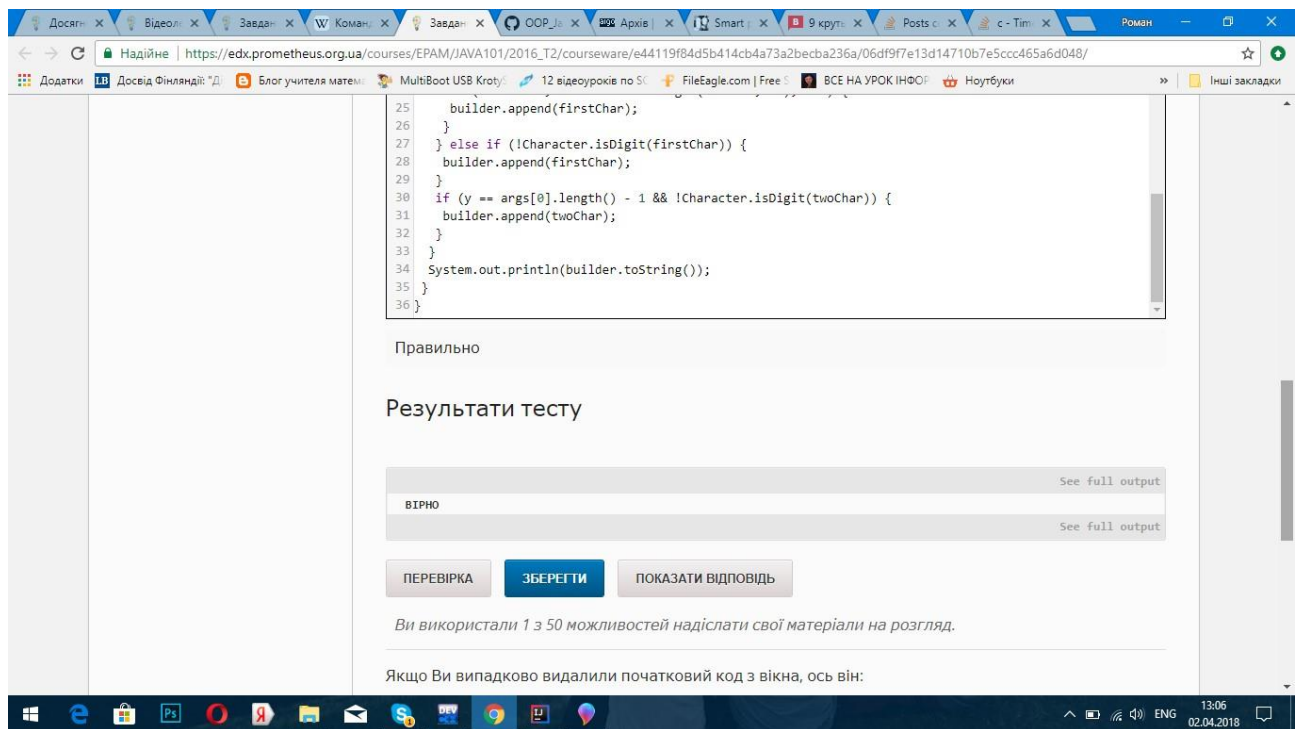 Досягн Відеол Завдан Команд Завдан OOP_Ja Архів | Smart р 9 круть Posts c c - Tim Роман
Надійне https://edx.prometheus.org.ua/courses/EPAM/JAVA101/2016_T2/courseware/e44119f84d5b414cb4a73a2becba236a/06df9f7e13d14710b7e5ccc465a6d048/
Додатки Досвід Фінляндії: "Д Блог учителя матема MultiBoot USB Kroty 12 відеоуроків по SC FileEagle.com | Free S ВСЕ НА УРОК ІНФОР Ноутбуки » Інші закладки
25 builder.append(firstChar);
26 }
27 } else if (!Character.isDigit(firstChar)) {
28 builder.append(firstChar);
29 }
30 if (y == args[0].length() - 1 && !Character.isDigit(twoChar)) {
31 builder.append(twoChar);
32 }
33 }
34 System.out.println(builder.toString());
35 }
36 }
Правильно
Результати тесту
See full output
ВІРНО
See full output
ПЕРЕВІРКА ЗБЕРЕГТИ ПОКАЗАТИ ВІДПОВІДЬ
Ви використали 1 з 50 можливостей надіслати свої матеріали на розгляд.
Якщо Ви випадково видалили початковий код з вікна, ось він:
ENG 13:06
02.04.2018